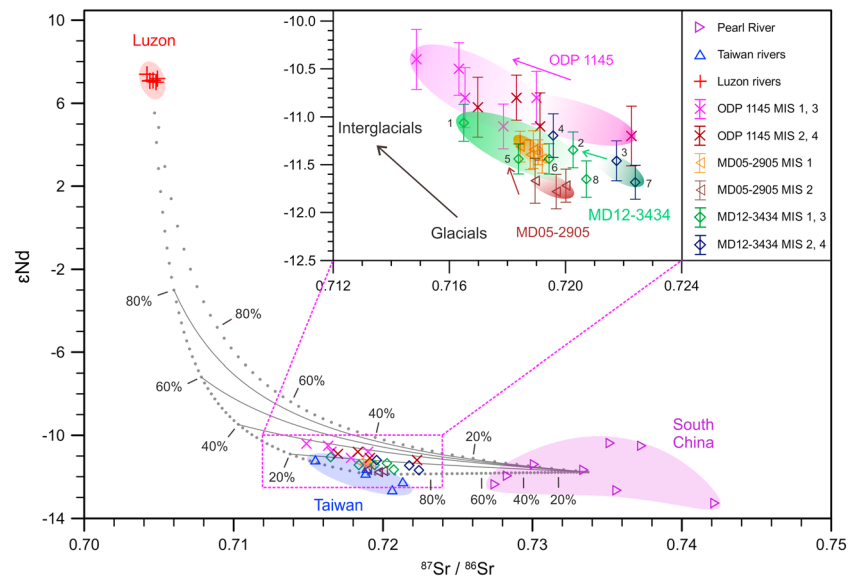 -10.0
-10.5
-11.0
-11.5
-12.0
-12.5
0.712
0.716
0.720
0.724
ODP 1145
Interglacials
Glacials
MD12-3434
MD05-2905
1
2
3
4
5
6
7
8
Pearl River
Taiwan rivers
Luzon rivers
ODP 1145 MIS 1, 3
ODP 1145 MIS 2, 4
MD05-2905 MIS 1
MD05-2905 MIS 2
MD12-3434 MIS 1, 3
MD12-3434 MIS 2, 4
10
6
2
-2
-6
-10
-14
εNd
Luzon
80%
60%
40%
20%
80%
60%
40%
20%
80%
60%
40%
20%
South
China
Taiwan
0.70
0.71
0.72
0.73
0.74
0.75
⁸⁷Sr / ⁸⁶Sr